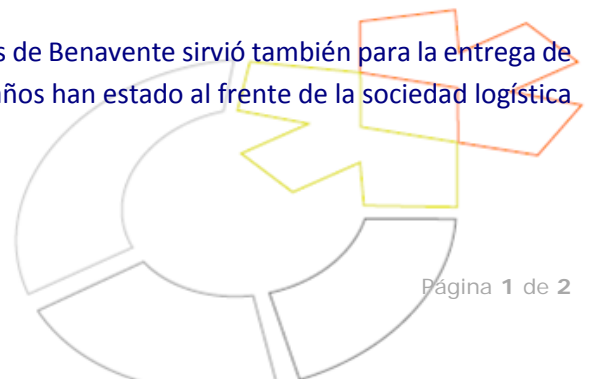 s de Benavente sirvió también para la entrega de
años han estado al frente de la sociedad logística
Página 1 de 2